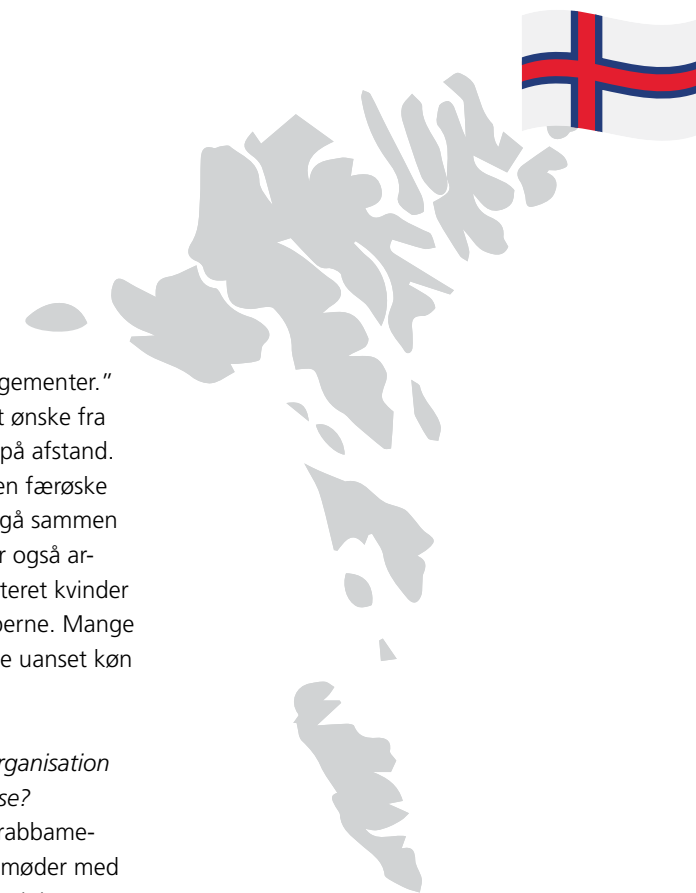 gementer.”
t ønske fra
på afstand.
en færøske
gå sammen
r også ar-
teret kvinder
perne. Mange
e uanset køn
rganisation
se?
rabbame-
møder med